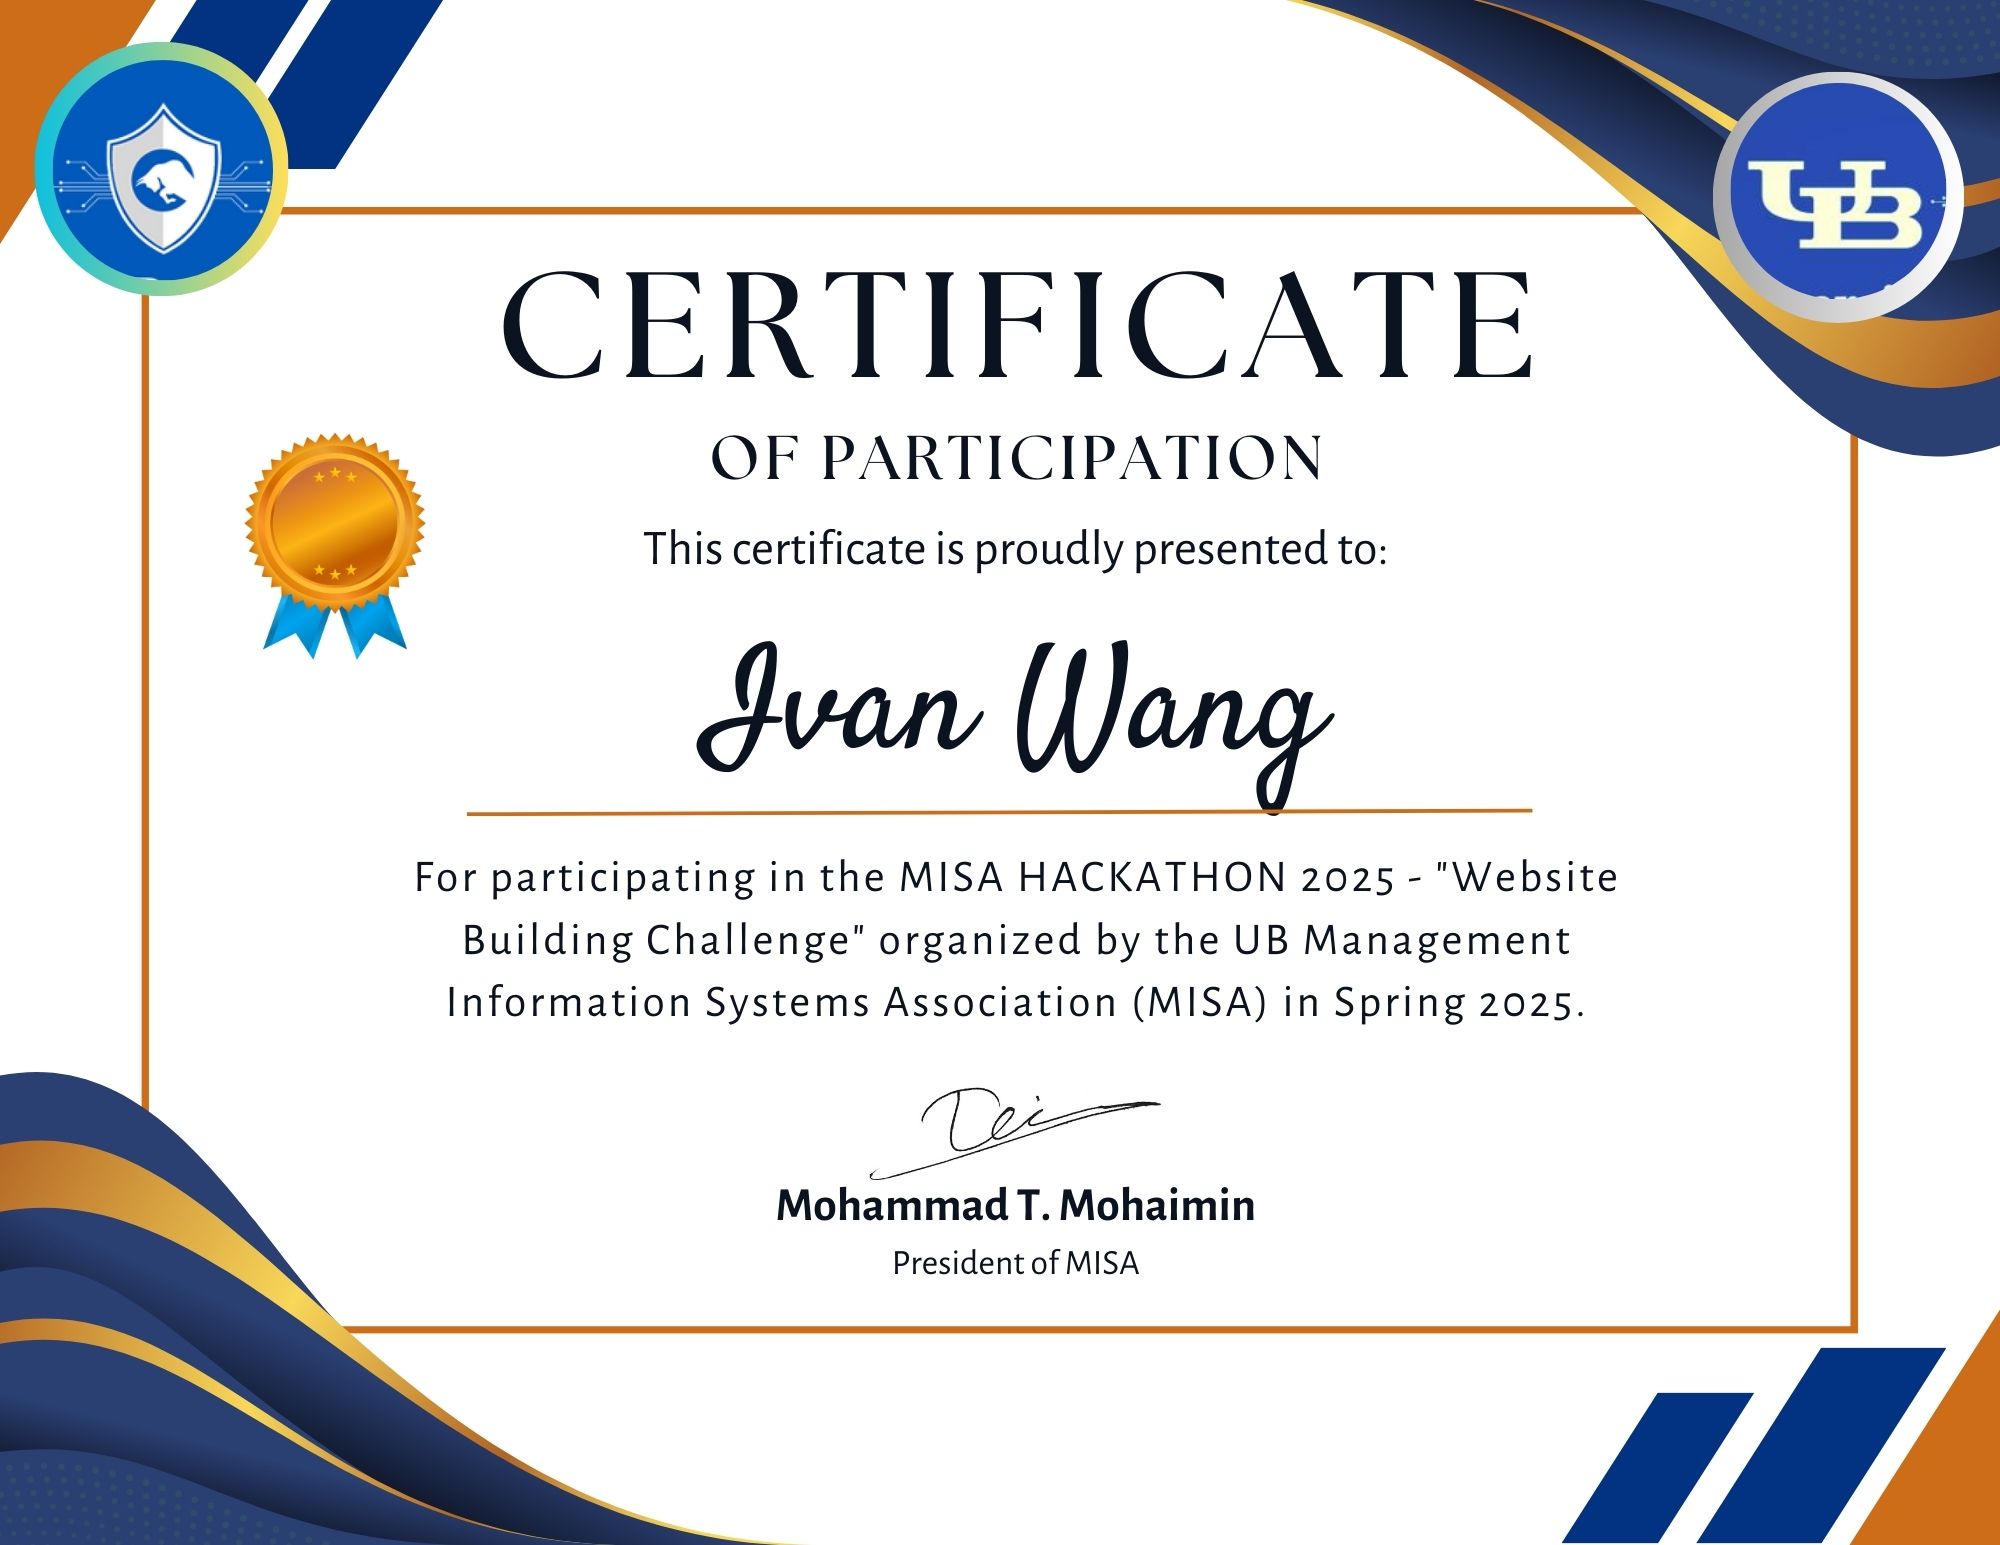 UB
CERTIFICATE
OF PARTICIPATION
This certificate is proudly presented to:
Ivan Wang
For participating in the MISA HACKATHON 2025 - "Website
Building Challenge" organized by the UB Management
Information Systems Association (MISA) in Spring 2025.
Mohammad T. Mohaimin
President of MISA